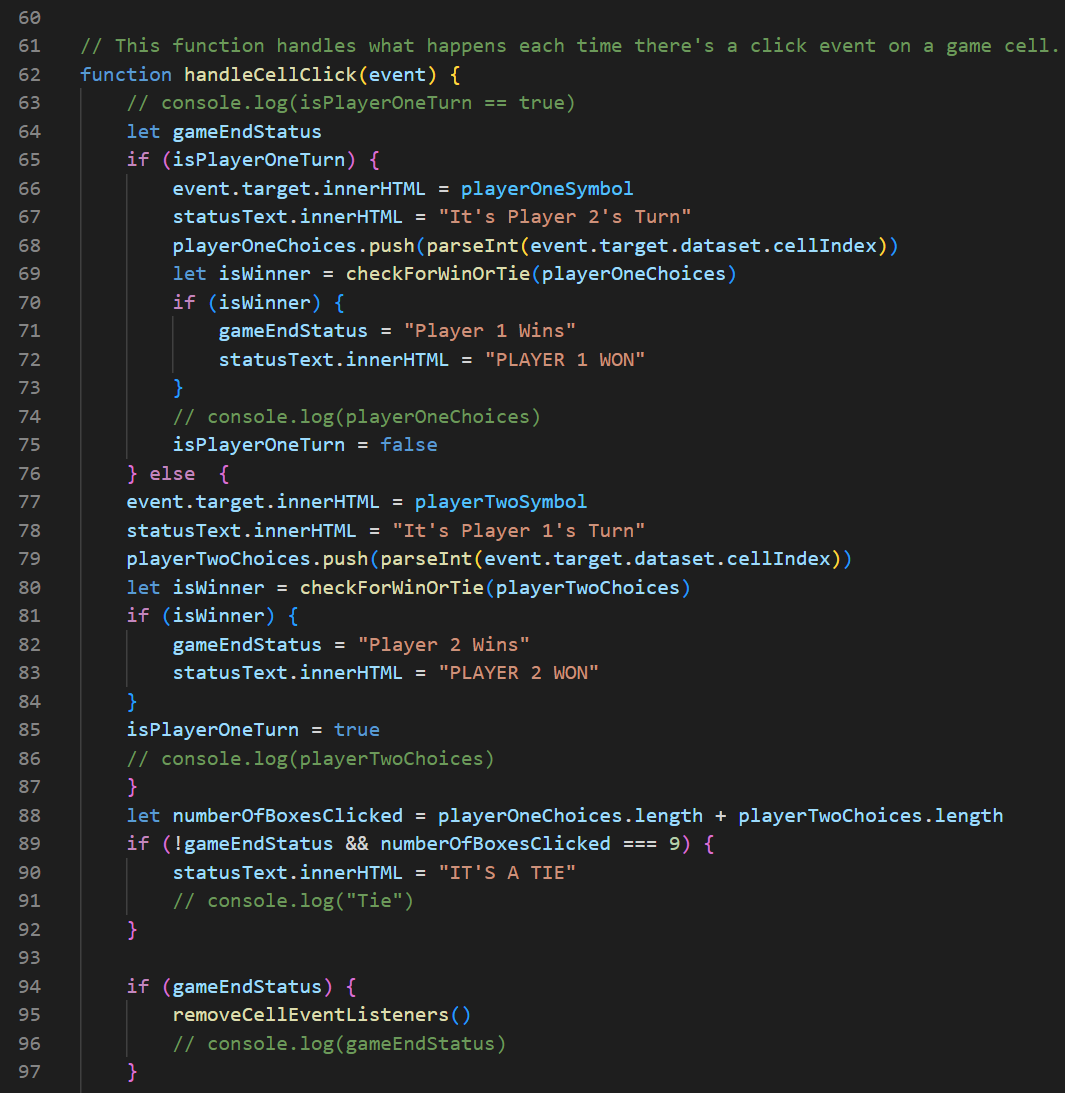 60
61 // This function handles what happens each time there's a click event on a game cell.
62 function handleCellClick(event) {
63     // console.log(isPlayerOneTurn == true)
64     let gameEndStatus
65     if (isPlayerOneTurn) {
66         event.target.innerHTML = playerOneSymbol
67         statusText.innerHTML = "It's Player 2's Turn"
68         playerOneChoices.push(parseInt(event.target.dataset.cellIndex))
69         let isWinner = checkForWinOrTie(playerOneChoices)
70         if (isWinner) {
71             gameEndStatus = "Player 1 Wins"
72             statusText.innerHTML = "PLAYER 1 WON"
73         }
74         // console.log(playerOneChoices)
75         isPlayerOneTurn = false
76     } else  {
77     event.target.innerHTML = playerTwoSymbol
78     statusText.innerHTML = "It's Player 1's Turn"
79     playerTwoChoices.push(parseInt(event.target.dataset.cellIndex))
80     let isWinner = checkForWinOrTie(playerTwoChoices)
81     if (isWinner) {
82         gameEndStatus = "Player 2 Wins"
83         statusText.innerHTML = "PLAYER 2 WON"
84     }
85     isPlayerOneTurn = true
86     // console.log(playerTwoChoices)
87     }
88     let numberOfBoxesClicked = playerOneChoices.length + playerTwoChoices.length
89     if (!gameEndStatus && numberOfBoxesClicked === 9) {
90         statusText.innerHTML = "IT'S A TIE"
91         // console.log("Tie")
92     }
93
94     if (gameEndStatus) {
95         removeCellEventListeners()
96         // console.log(gameEndStatus)
97     }